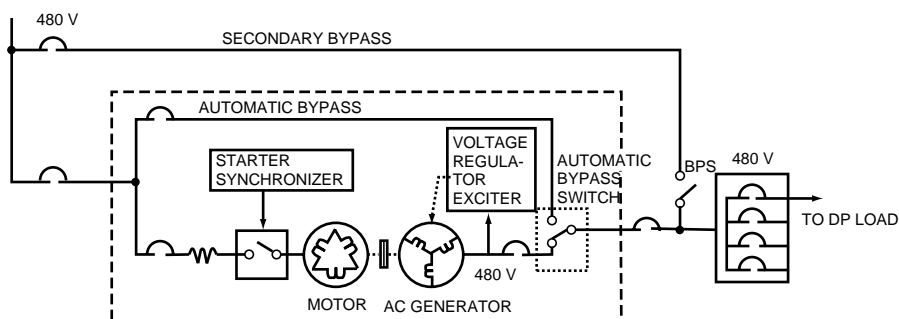 480 V
SECONDARY BYPASS
AUTOMATIC BYPASS
STARTER
SYNCHRONIZER
VOLTAGE
REGULA-
TOR
EXCITER
AUTOMATIC
BYPASS
SWITCH
BPS
480 V
TO DP LOAD
480 V
MOTOR
AC GENERATOR